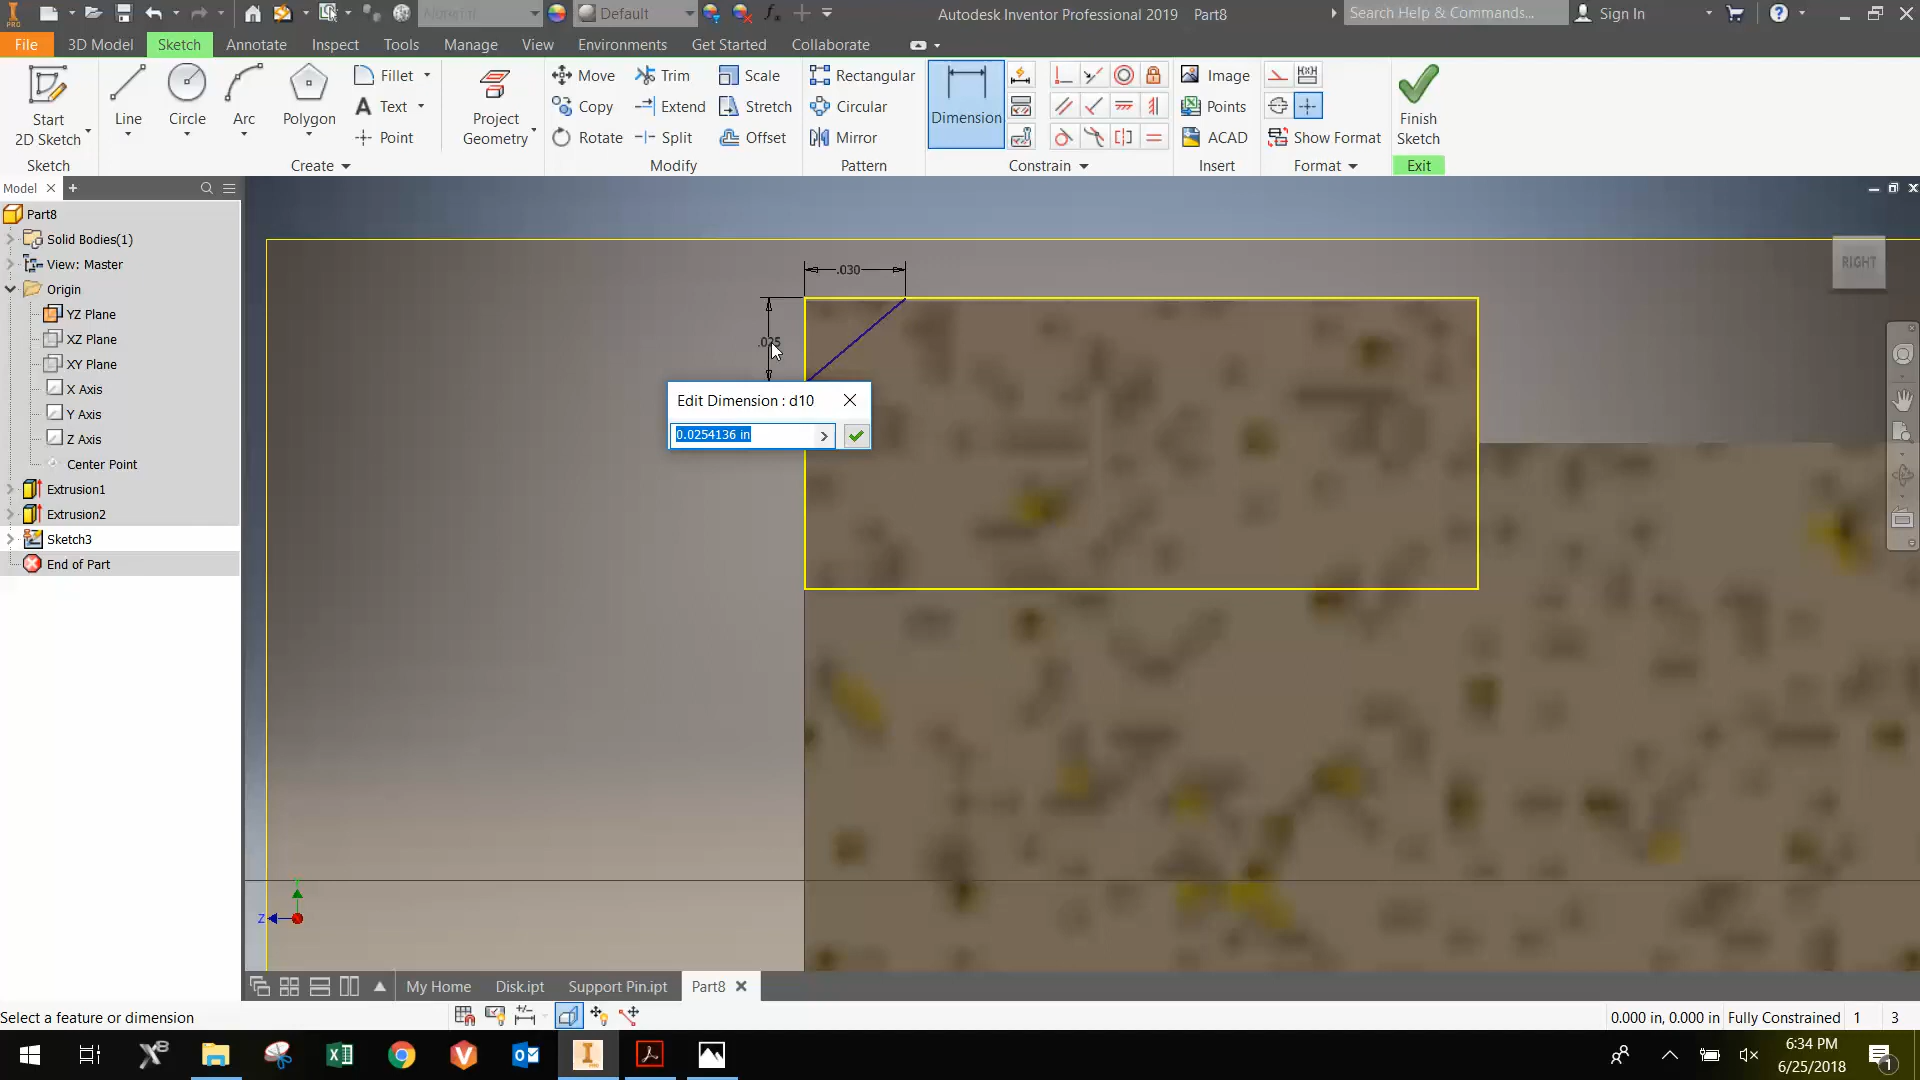 Material
Default
Autodesk Inventor Professional 2019 Part8
Search Help & Commands...
Sign In
PRO
File 3D Model Sketch Annotate Inspect Tools Manage View Environments Get Started Collaborate
Start
2D Sketch
Sketch
Line
Circle
Arc
Polygon
Fillet
Text
Point
Create
Project
Geometry
Move
Copy
Rotate
Trim
Extend
Split
Scale
Stretch
Offset
Modify
Rectangular
Circular
Mirror
Pattern
Dimension
Constrain
Image
Points
ACAD
Insert
Show Format
Format
Finish
Sketch
Exit
Model
Part8
Solid Bodies(1)
View: Master
Origin
YZ Plane
XZ Plane
XY Plane
X Axis
Y Axis
Z Axis
Center Point
Extrusion1
Extrusion2
Sketch3
End of Part
RIGHT
.030
.025
Edit Dimension : d10
0.0254136 in
Z
My Home Disk.ipt Support Pin.ipt Part8
Select a feature or dimension
0.000 in, 0.000 in Fully Constrained 1 3
6:34 PM
6/25/2018
1